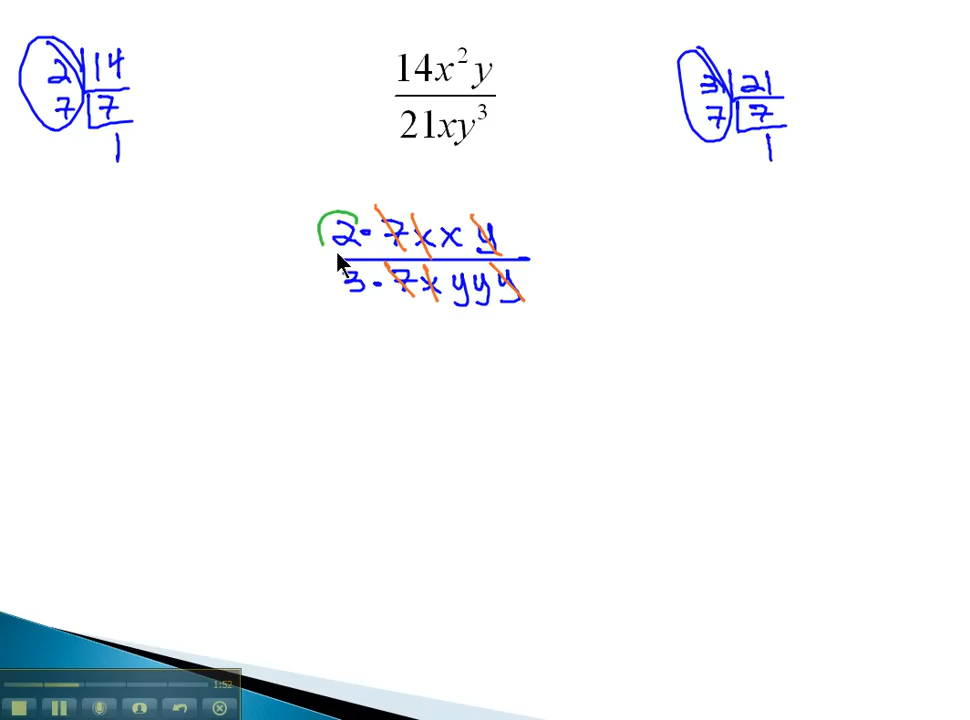 2 14
7 7
1
14x²y
21xy³
3 21
7 7
1
2 · 7 x x y
3 · 7 x y y y
1:52